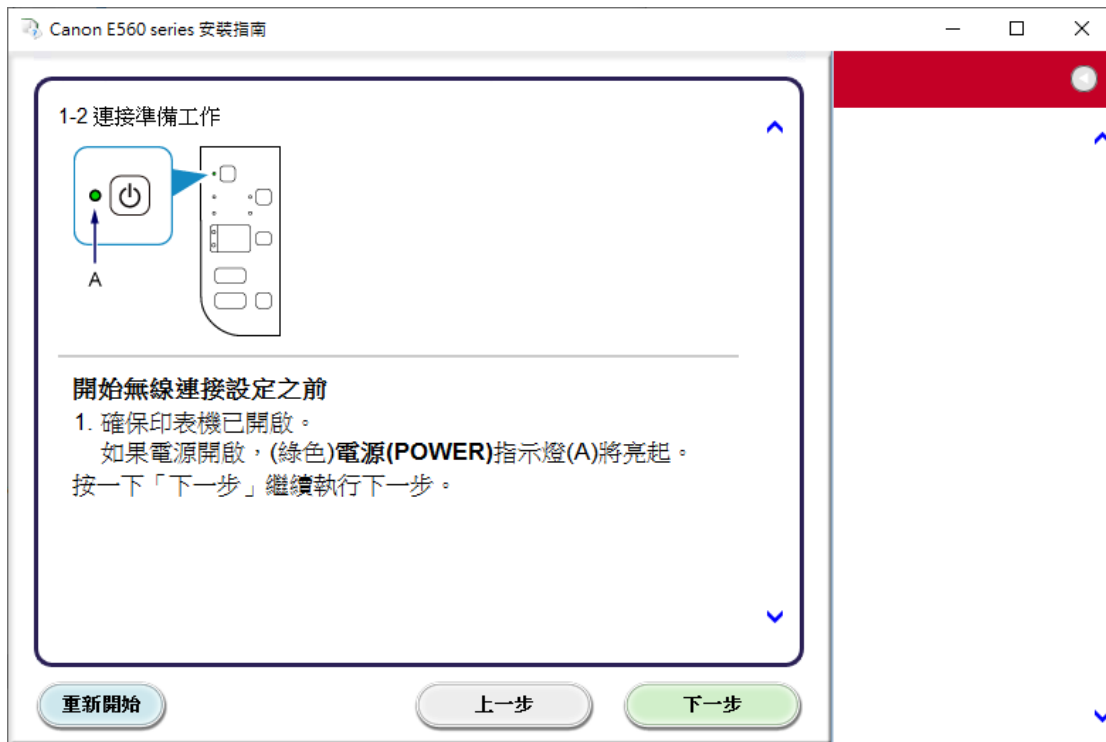 Canon E560 series 安裝指南
1-2 連接準備工作
A
開始無線連接設定之前
1. 確保印表機已開啟。
如果電源開啟，(綠色)電源(POWER)指示燈(A)將亮起。
按一下「下一步」繼續執行下一步。
重新開始
上一步
下一步